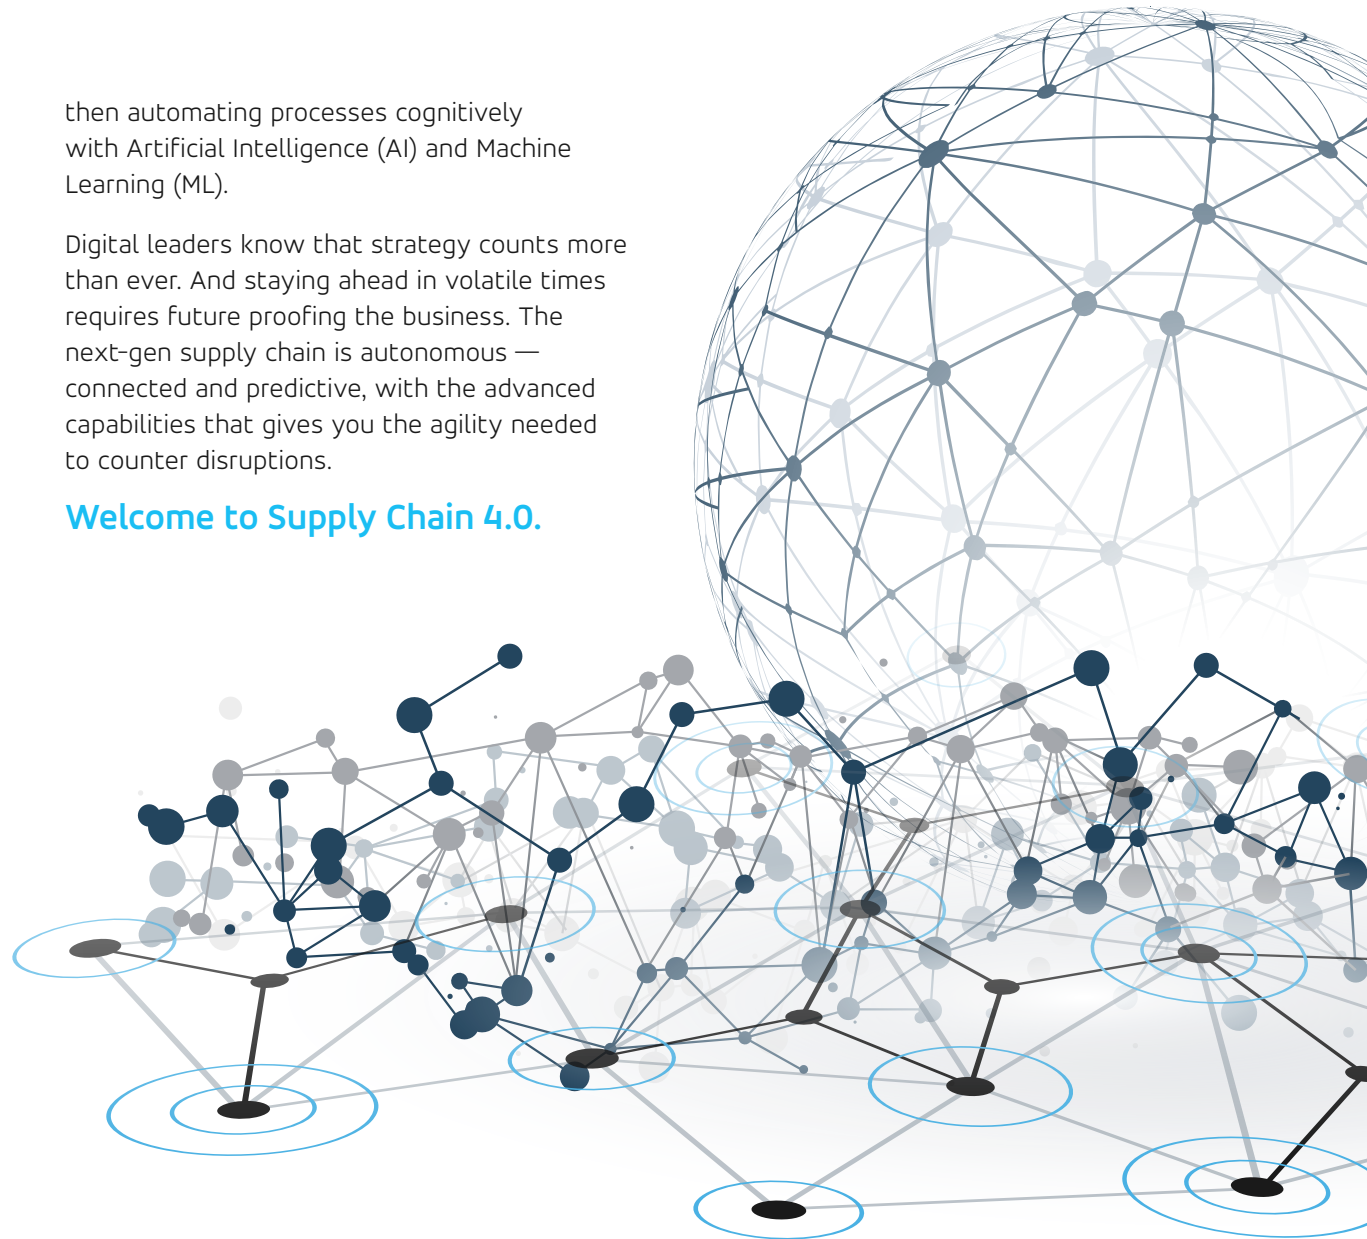 then automating processes cognitively
with Artificial Intelligence (AI) and Machine
Learning (ML).
Digital leaders know that strategy counts more
than ever. And staying ahead in volatile times
requires future proofing the business. The
next-gen supply chain is autonomous —
connected and predictive, with the advanced
capabilities that gives you the agility needed
to counter disruptions.
Welcome to Supply Chain 4.0.